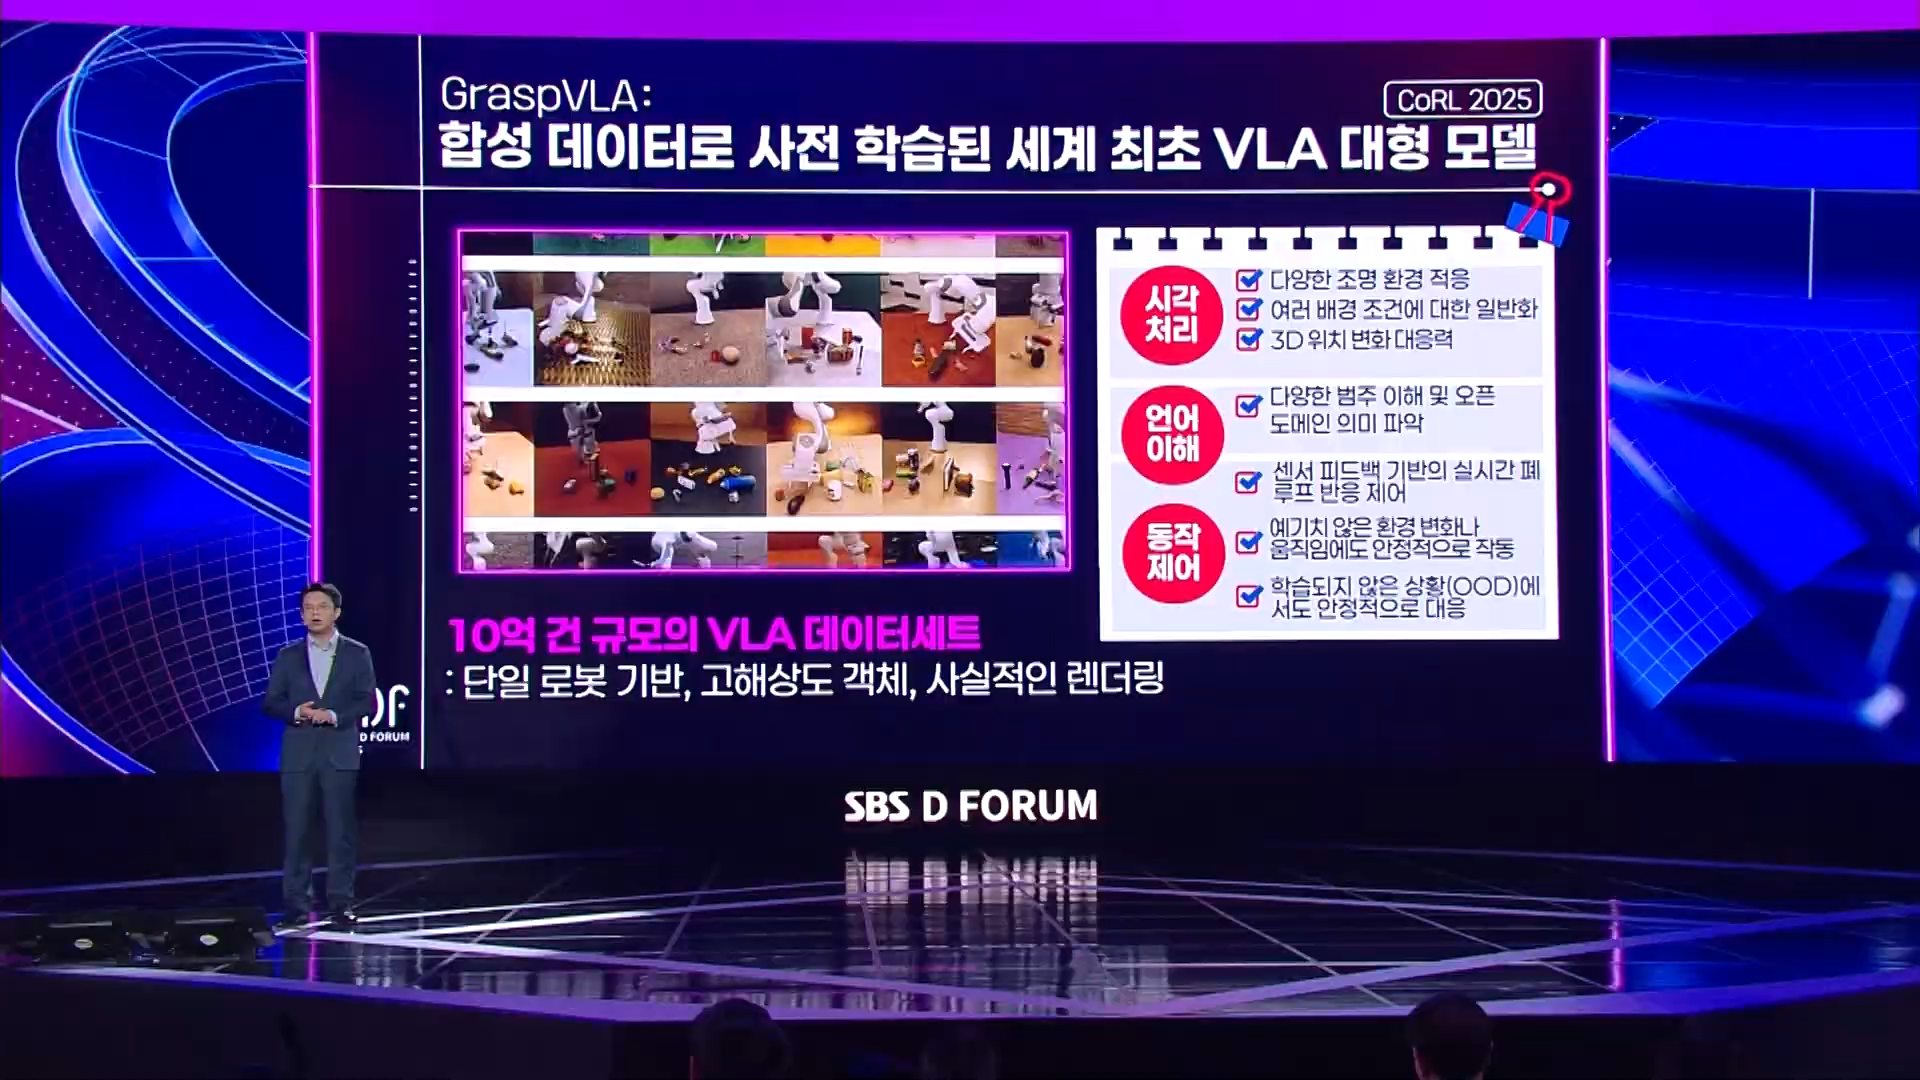 GraspVLA:
CoRL 2025
합성 데이터로 사전 학습된 세계 최초 VLA 대형 모델
시각
처리
다양한 조명 환경 적응
여러 배경 조건에 대한 일반화
3D 위치 변화 대응력
언어
이해
다양한 범주 이해 및 오픈
도메인 의미 파악
동작
제어
센서 피드백 기반의 실시간 폐
루프 반응 제어
예기치 않은 환경 변화나
움직임에도 안정적으로 작동
학습되지 않은 상황(OOD)에
서도 안정적으로 대응
10억 건 규모의 VLA 데이터세트
: 단일 로봇 기반, 고해상도 객체, 사실적인 렌더링
D FORUM
SBS D FORUM